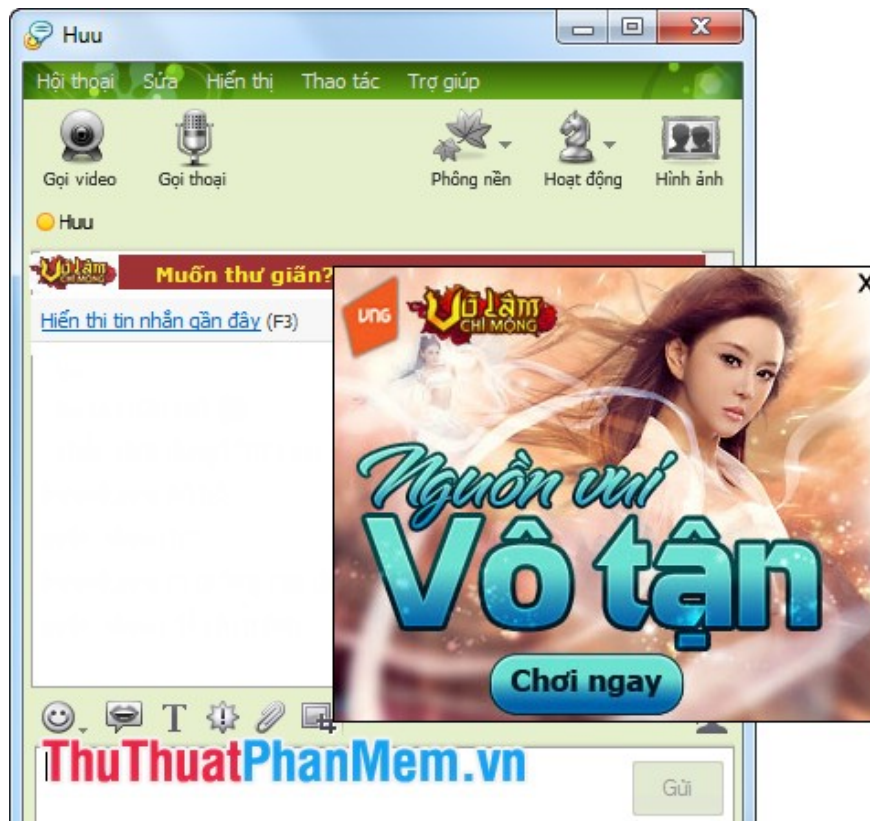 Huu
Hội thoại Sửa Hiển thị Thao tác Trợ giúp
Gọi video Gọi thoại Phông nền Hoạt động Hình ảnh
Huu
Võ Lâm CHÍ MỘNG Muốn thư giãn?
Hiển thị tin nhắn gần đây (F3)
X
VNG Võ Lâm
CHÍ MỘNG
Nguồn vui
Vô tận
Chơi ngay
T
ThuThuatPhanMem.vn
Gửi